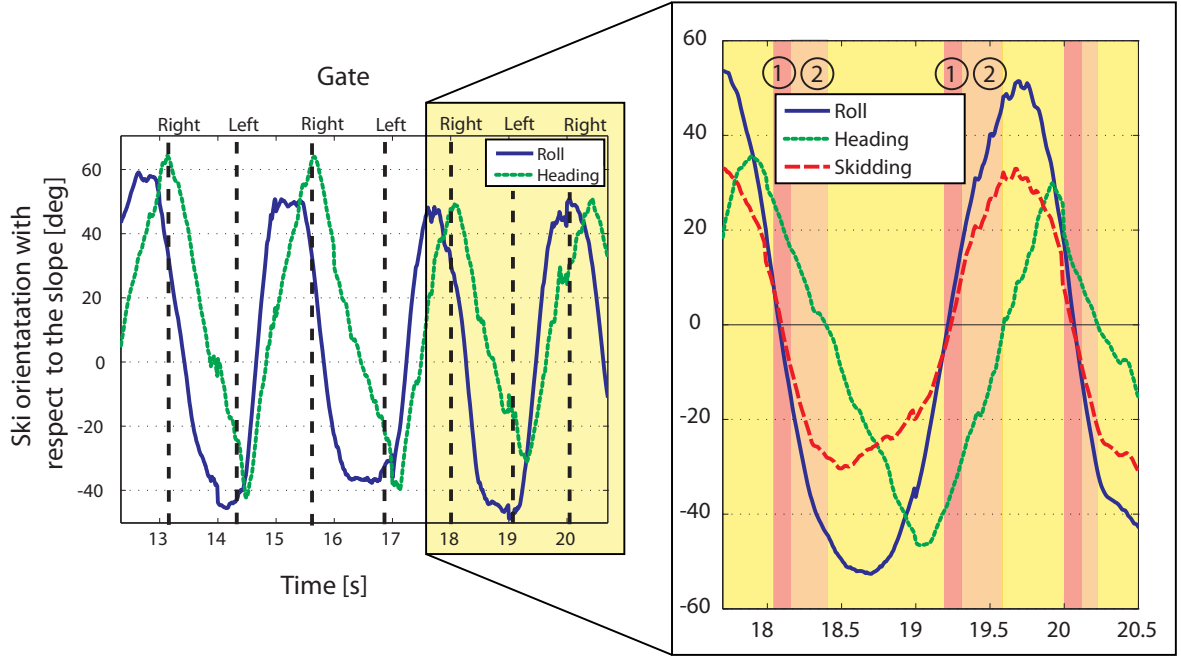 Gate
Right Left Right Left Right Left Right
Roll
Heading
60
40
20
0
-20
-40
13 14 15 16 17 18 19 20
Time [s]
Ski orientatation with
respect to the slope [deg]
60
40
20
0
-20
-40
-60
1 2 1 2
Roll
Heading
Skidding
18 18.5 19 19.5 20 20.5